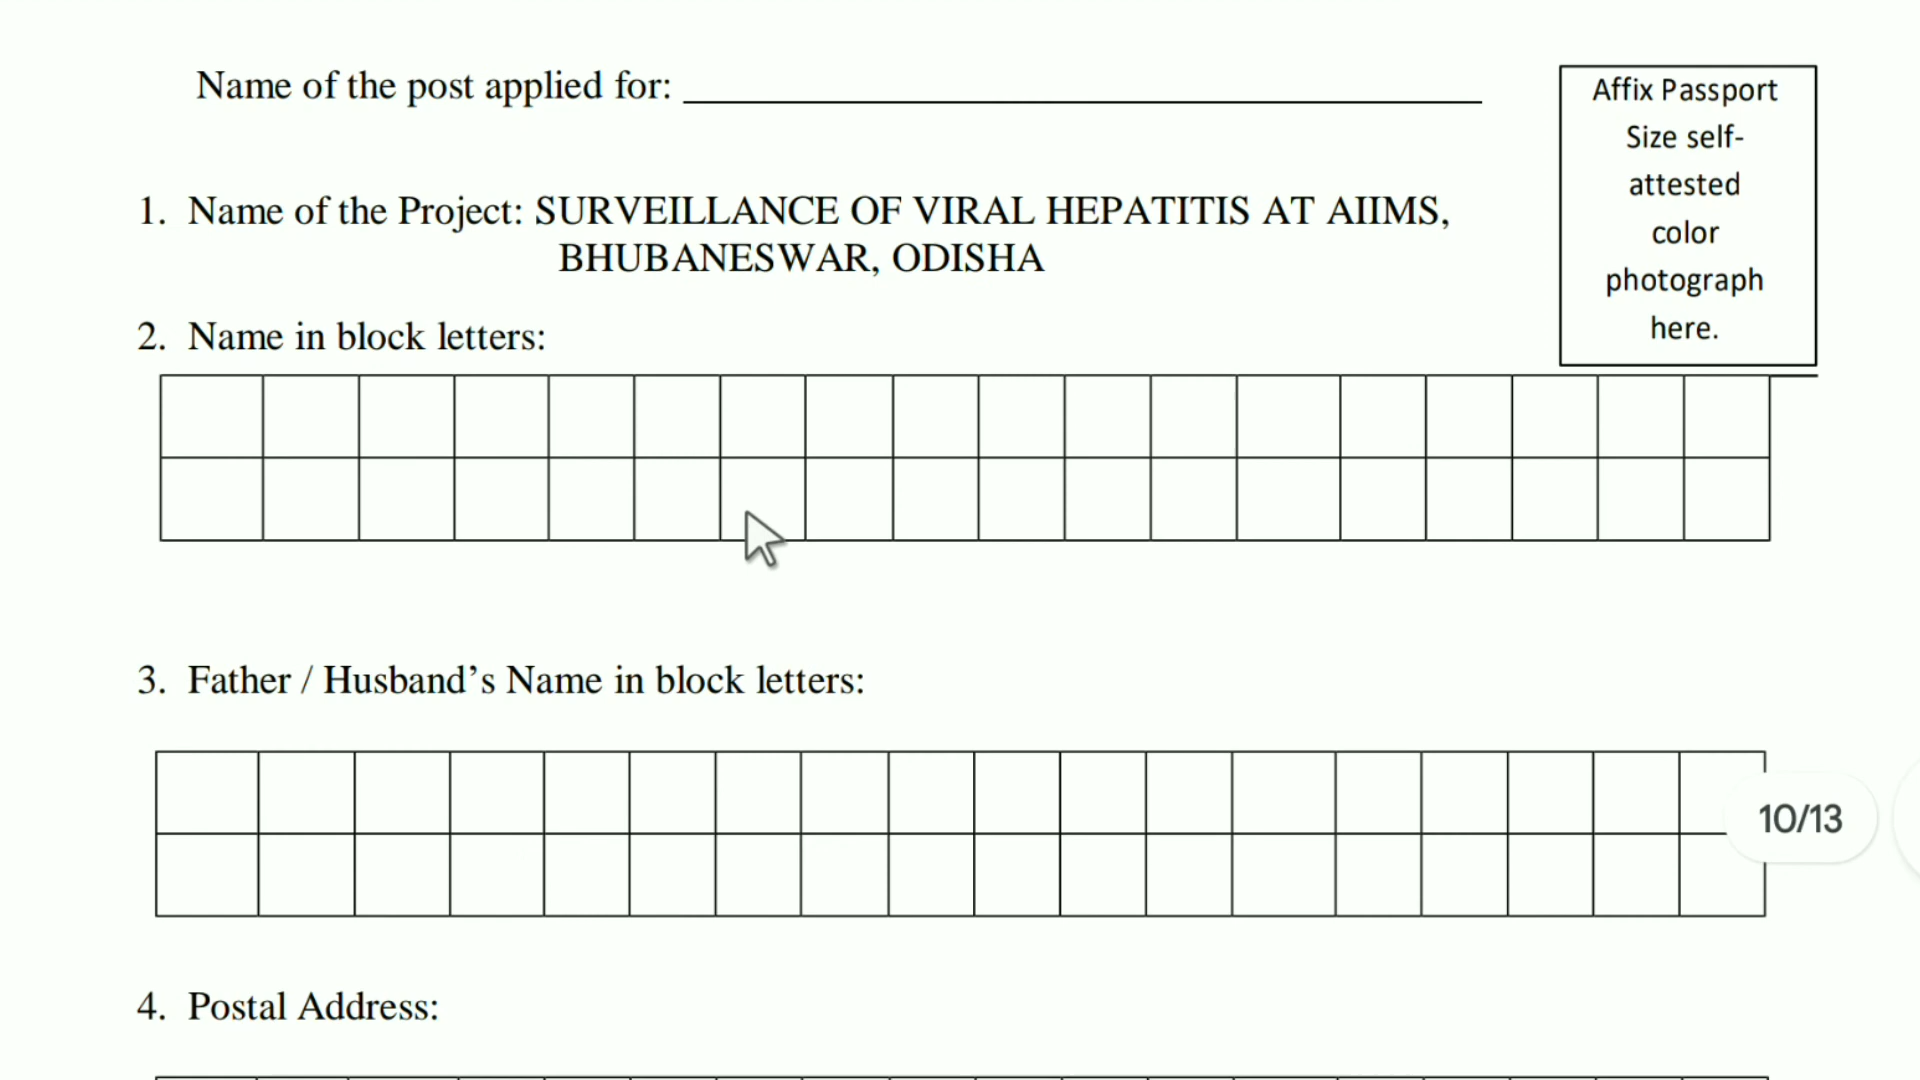 Name of the post applied for:
Affix Passport
Size self-
attested
color
photograph
here.
1. Name of the Project: SURVEILLANCE OF VIRAL HEPATITIS AT AIIMS,
BHUBANESWAR, ODISHA
2. Name in block letters:
3. Father / Husband’s Name in block letters:
10/13
4. Postal Address: